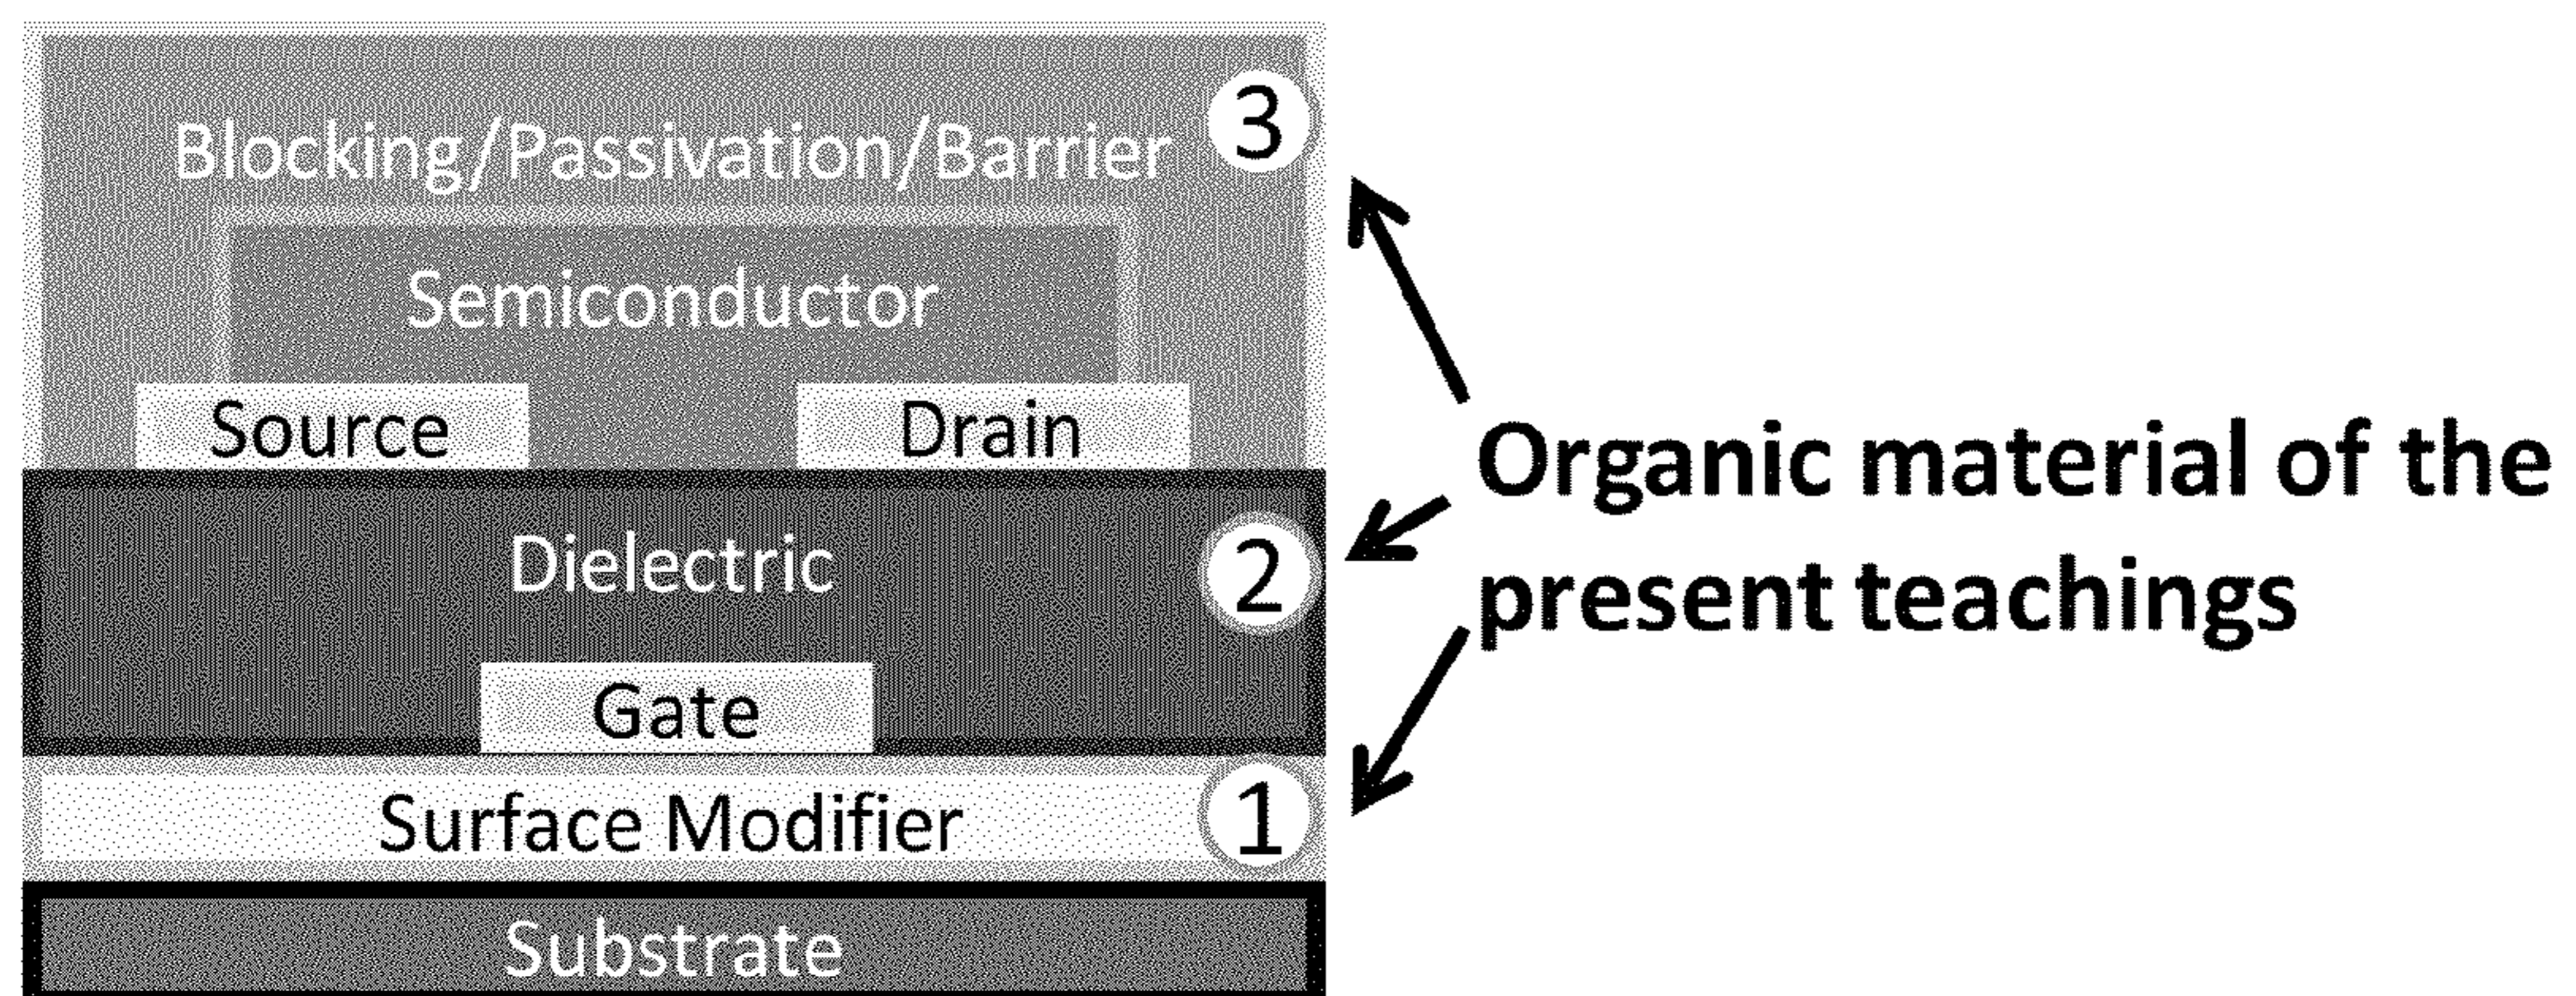 Blocking/Passivation/Barrier
3
Semiconductor
Source
Drain
Dielectric
2
Gate
Surface Modifier
1
Substrate
Organic material of the
present teachings